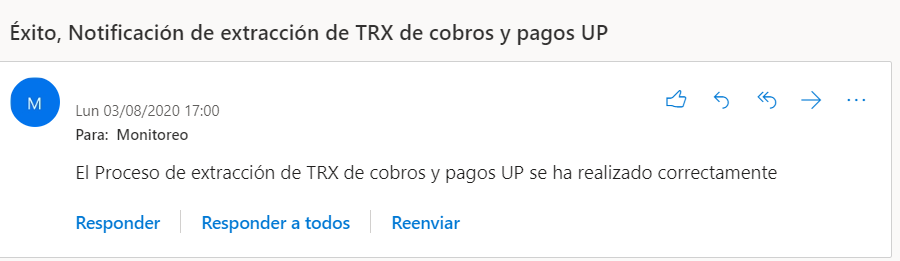 Éxito, Notificación de extracción de TRX de cobros y pagos UP
M
Lun 03/08/2020 17:00
Para: Monitoreo
El Proceso de extracción de TRX de cobros y pagos UP se ha realizado correctamente
Responder Responder a todos Reenviar